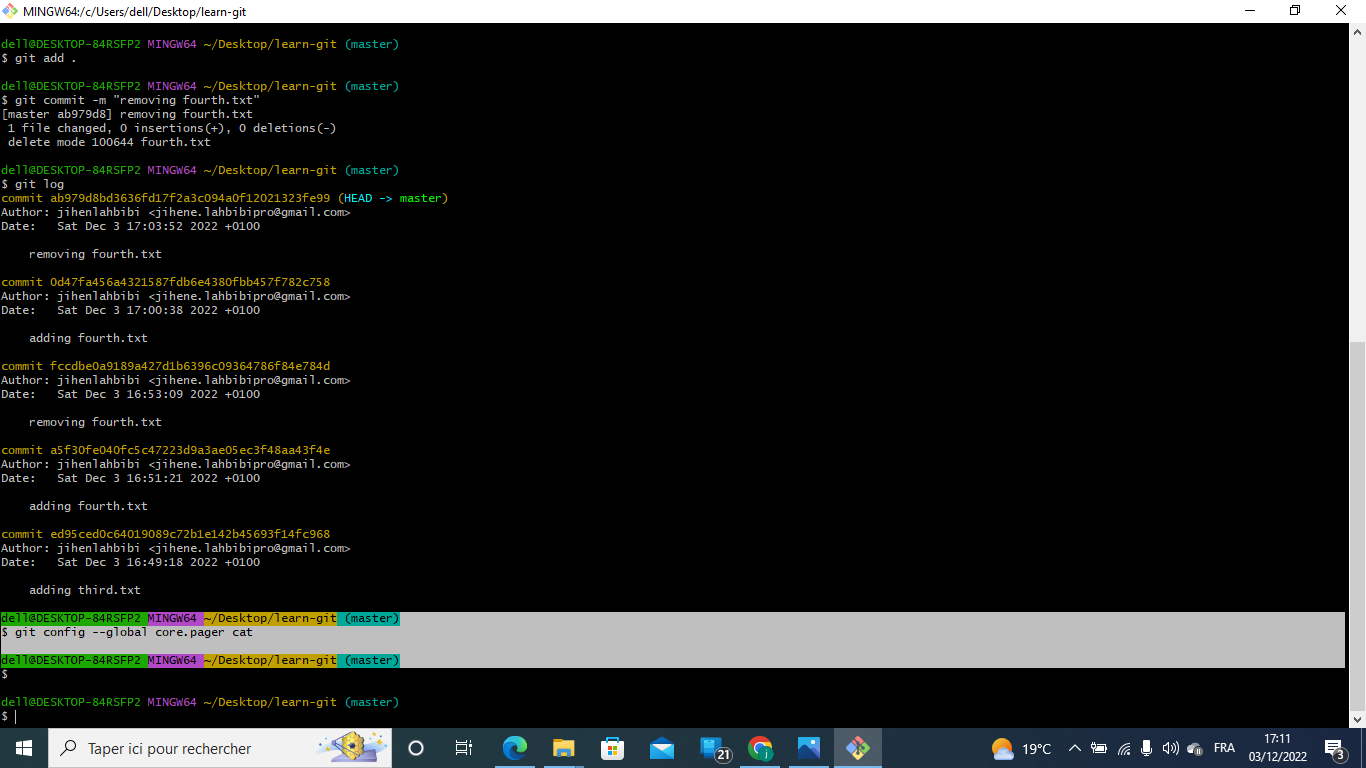 MINGW64:/c/Users/dell/Desktop/learn-git
dell@DESKTOP-84RSFP2 MINGW64 ~/Desktop/learn-git (master)
$ git add .
dell@DESKTOP-84RSFP2 MINGW64 ~/Desktop/learn-git (master)
$ git commit -m "removing fourth.txt"
[master ab979d8] removing fourth.txt
 1 file changed, 0 insertions(+), 0 deletions(-)
 delete mode 100644 fourth.txt
dell@DESKTOP-84RSFP2 MINGW64 ~/Desktop/learn-git (master)
$ git log
commit ab979d8bd3636fd17f2a3c094a0f12021323fe99 (HEAD -> master)
Author: jihenlahbibi <jihene.lahbibipro@gmail.com>
Date:   Sat Dec 3 17:03:52 2022 +0100
    removing fourth.txt
commit 0d47fa456a4321587fdb6e4380fbb457f782c758
Author: jihenlahbibi <jihene.lahbibipro@gmail.com>
Date:   Sat Dec 3 17:00:38 2022 +0100
    adding fourth.txt
commit fccdbe0a9189a427d1b6396c09364786f84e784d
Author: jihenlahbibi <jihene.lahbibipro@gmail.com>
Date:   Sat Dec 3 16:53:09 2022 +0100
    removing fourth.txt
commit a5f30fe040fc5c47223d9a3ae05ec3f48aa43f4e
Author: jihenlahbibi <jihene.lahbibipro@gmail.com>
Date:   Sat Dec 3 16:51:21 2022 +0100
    adding fourth.txt
commit ed95ced0c64019089c72b1e142b45693f14fc968
Author: jihenlahbibi <jihene.lahbibipro@gmail.com>
Date:   Sat Dec 3 16:49:18 2022 +0100
    adding third.txt
dell@DESKTOP-84RSFP2 MINGW64 ~/Desktop/learn-git (master)
$ git config --global core.pager cat
dell@DESKTOP-84RSFP2 MINGW64 ~/Desktop/learn-git (master)
$
dell@DESKTOP-84RSFP2 MINGW64 ~/Desktop/learn-git (master)
$
Taper ici pour rechercher
21
j
19°C
FRA
17:11
03/12/2022
3